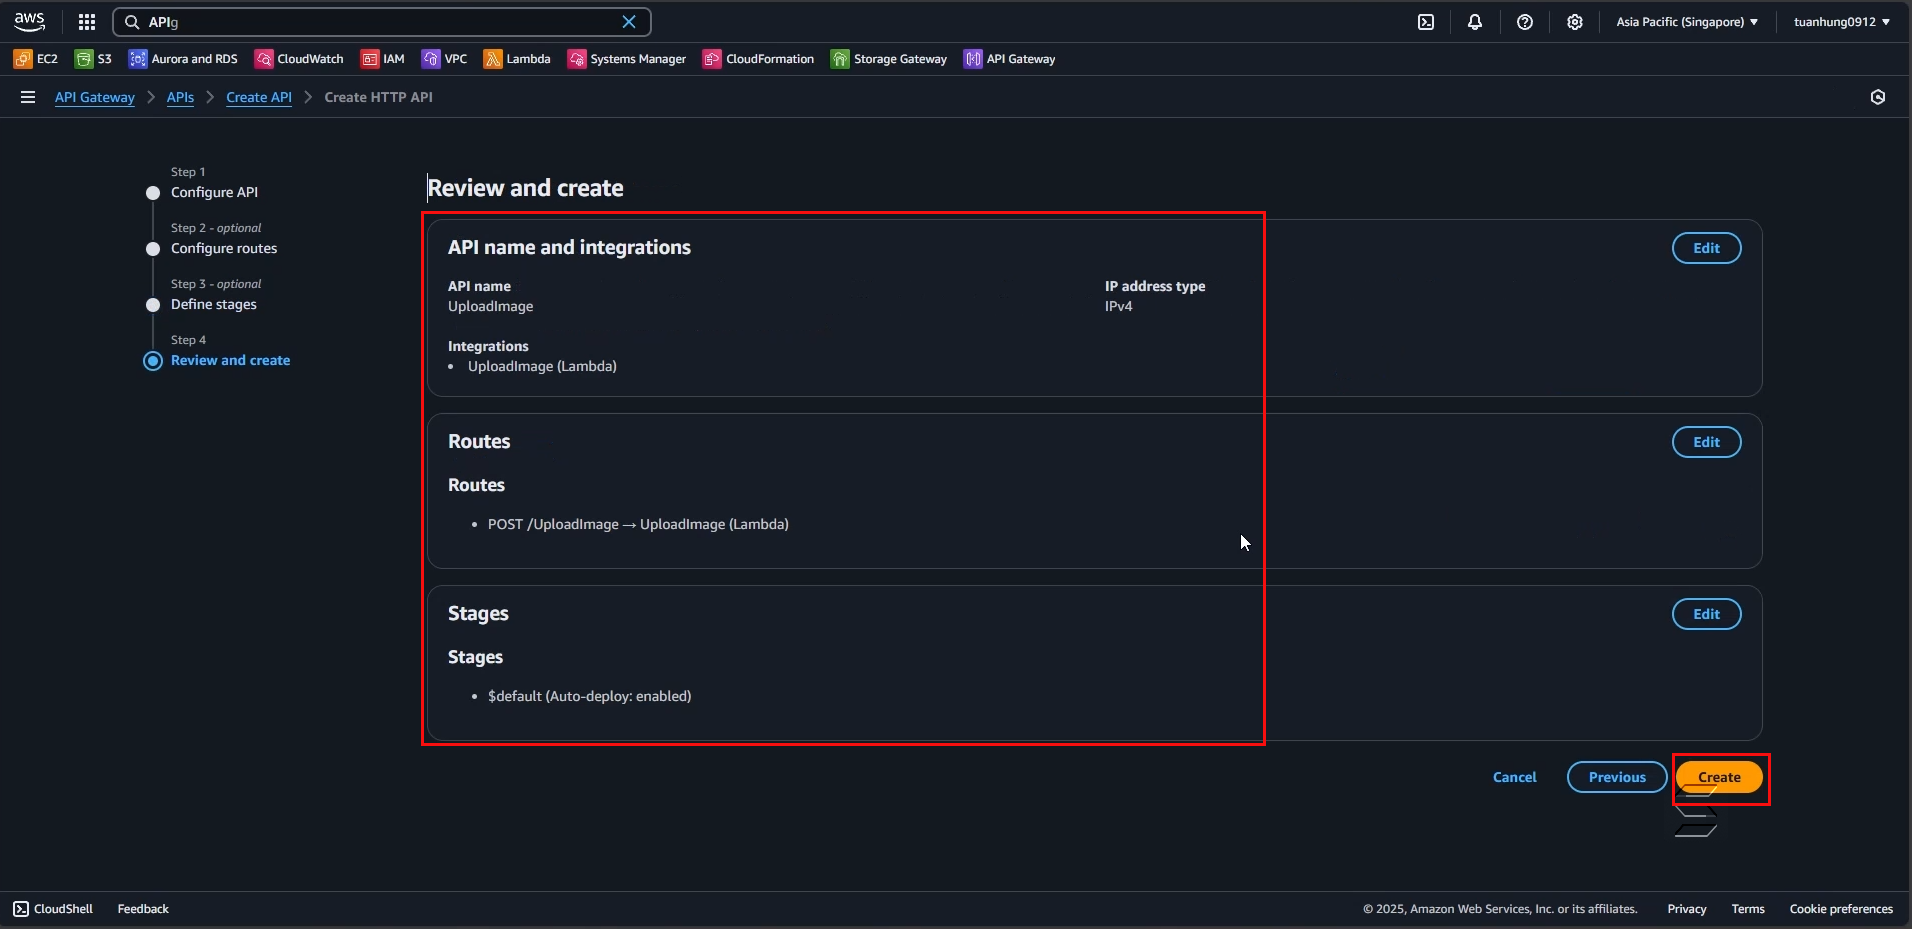 aws APIg Asia Pacific (Singapore) tuanhung0912
EC2 S3 Aurora and RDS CloudWatch IAM VPC Lambda Systems Manager CloudFormation Storage Gateway API Gateway
API Gateway APIs Create API Create HTTP API
Step 1
Configure API
Step 2 - optional
Configure routes
Step 3 - optional
Define stages
Step 4
Review and create
Review and create
API name and integrations Edit
API name IP address type
UploadImage IPv4
Integrations
• UploadImage (Lambda)
Routes Edit
Routes
• POST /UploadImage → UploadImage (Lambda)
Stages Edit
Stages
• $default (Auto-deploy: enabled)
Cancel Previous Create
CloudShell Feedback © 2025, Amazon Web Services, Inc. or its affiliates. Privacy Terms Cookie preferences